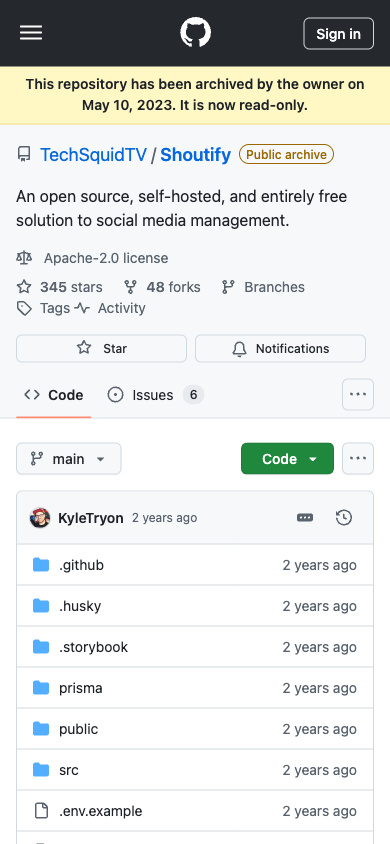 Sign in
This repository has been archived by the owner on
May 10, 2023. It is now read-only.
TechSquidTV / Shoutify Public archive
An open source, self-hosted, and entirely free
solution to social media management.
Apache-2.0 license
345 stars 48 forks Branches
Tags Activity
Star Notifications
Code Issues 6
main Code
KyleTryon 2 years ago
.github 2 years ago
.husky 2 years ago
.storybook 2 years ago
prisma 2 years ago
public 2 years ago
src 2 years ago
.env.example 2 years ago